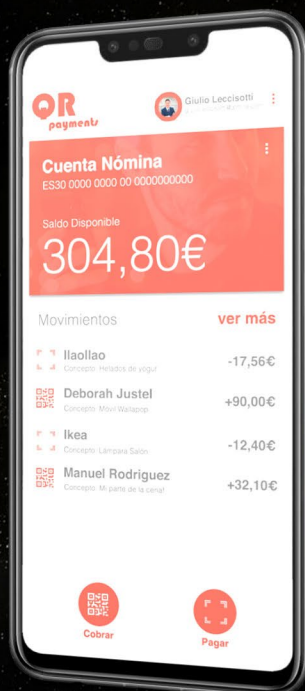 QR
payments
Giulio Leccisotti
Cuenta Nómina
ES30 0000 0000 00 0000000000
Saldo Disponible
304,80€
Movimientos
ver más
llaollao
-17,56€
Concepto: Helados de yogur
Deborah Justel
+90,00€
Concepto: Móvil Wallapop
Ikea
-12,40€
Concepto: Lámpara Salón
Manuel Rodriguez
+32,10€
Concepto: Mi parte de la cena!
Cobrar
Pagar